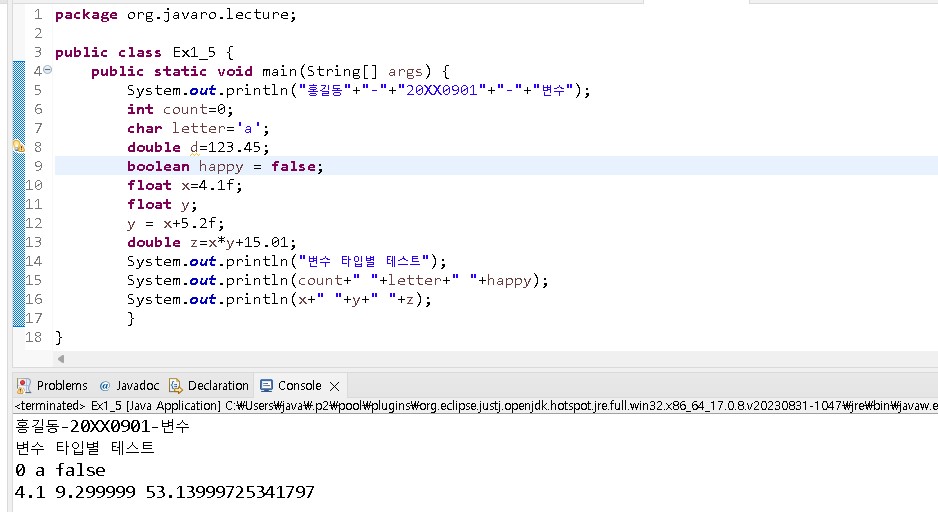 1 package org.javaro.lecture;
2
3 public class Ex1_5 {
4 public static void main(String[] args) {
5 System.out.println("홍길동"+"-"+"20XX0901"+"-"+"변수");
6 int count=0;
7 char letter='a';
8 double d=123.45;
9 boolean happy = false;
10 float x=4.1f;
11 float y;
12 y = x+5.2f;
13 double z=x*y+15.01;
14 System.out.println("변수 타입별 테스트");
15 System.out.println(count+" "+letter+" "+happy);
16 System.out.println(x+" "+y+" "+z);
17 }
18 }
Problems Javadoc Declaration Console
<terminated> Ex1_5 [Java Application] C:₩Users₩java₩.p2₩pool₩plugins₩org.eclipse.justj.openjdk.hotspot.jre.full.win32.x86_64_17.0.8.v20230831-1047₩jre₩bin₩javaw.e
홍길동-20XX0901-변수
변수 타입별 테스트
0 a false
4.1 9.299999 53.13999725341797